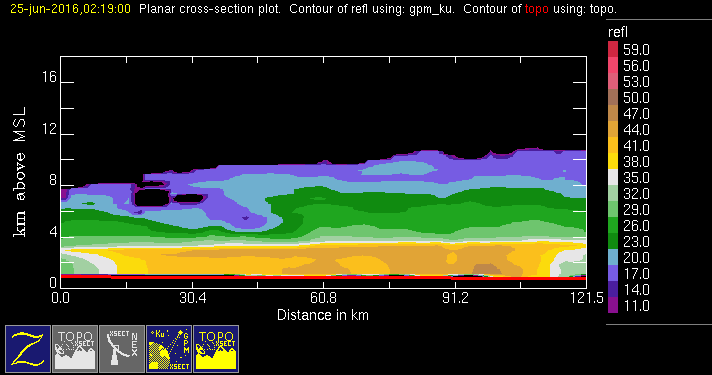 25-jun-2016,02:19:00 Planar cross-section plot. Contour of refl using: gpm_ku. Contour of topo using: topo.
refl
59.0
56.0
53.0
50.0
47.0
44.0
41.0
38.0
35.0
32.0
29.0
26.0
23.0
20.0
17.0
14.0
11.0
km above MSL
16
12
8
4
0
0.0 30.4 60.8 91.2 121.5
Distance in km
Z
TOPO XSECT
XSECT XMZR
Ku GPM XSECT
TOPO XSECT